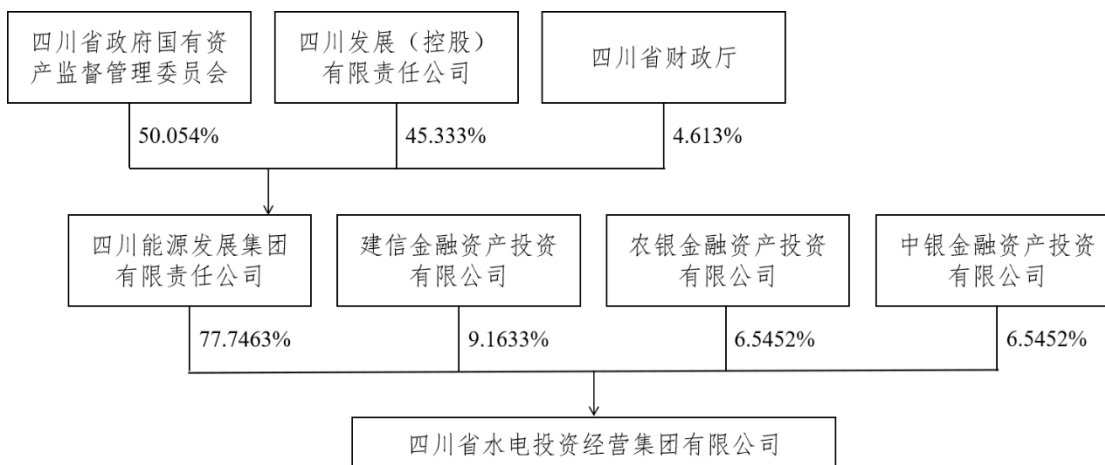 四川省政府国有资
产监督管理委员会
四川发展（控股）
有限责任公司
四川省财政厅
50.054%
45.333%
4.613%
四川能源发展集团
有限责任公司
建信金融资产投资
有限公司
农银金融资产投资
有限公司
中银金融资产投资
有限公司
77.7463%
9.1633%
6.5452%
6.5452%
四川省水电投资经营集团有限公司